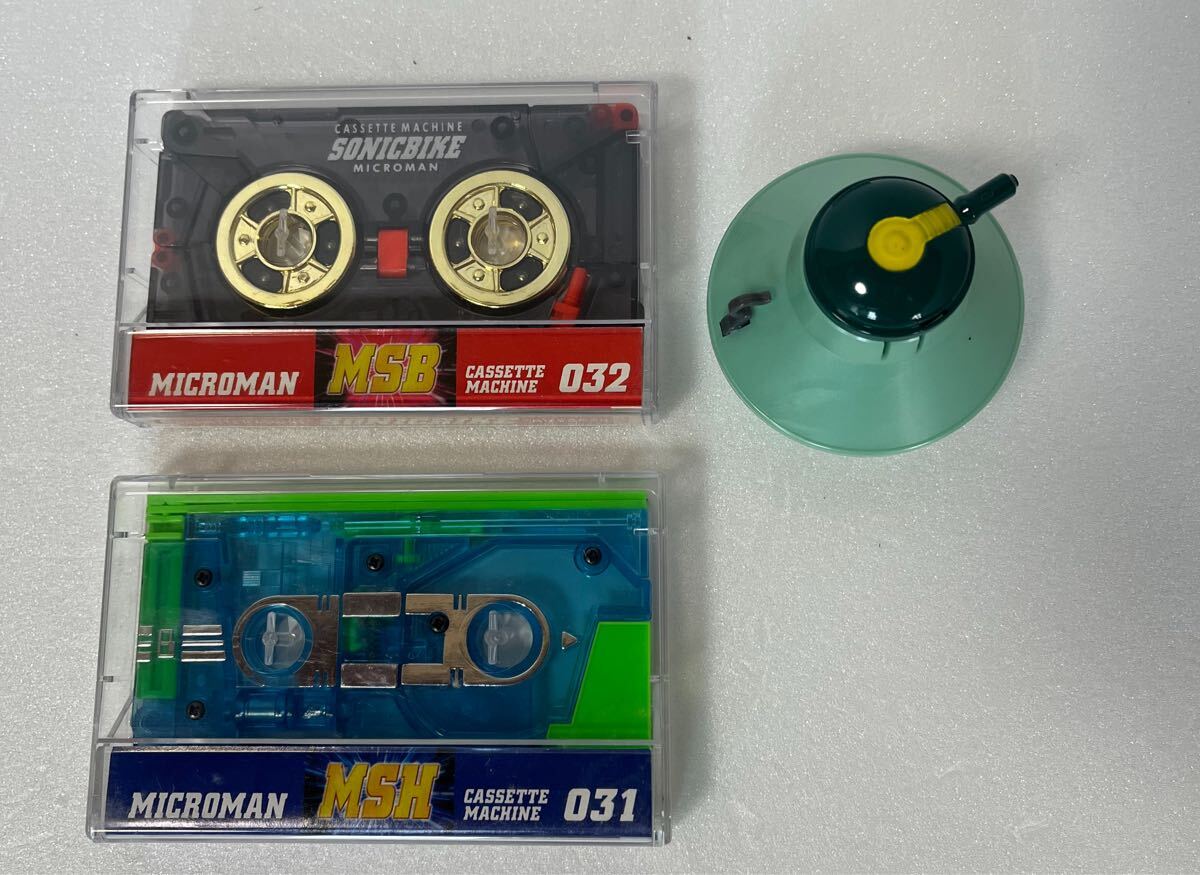 CASSETTE MACHINE
SONICBIKE
MICROMAN
MICROMAN MSB CASSETTE MACHINE 032
MICROMAN MSH CASSETTE MACHINE 031